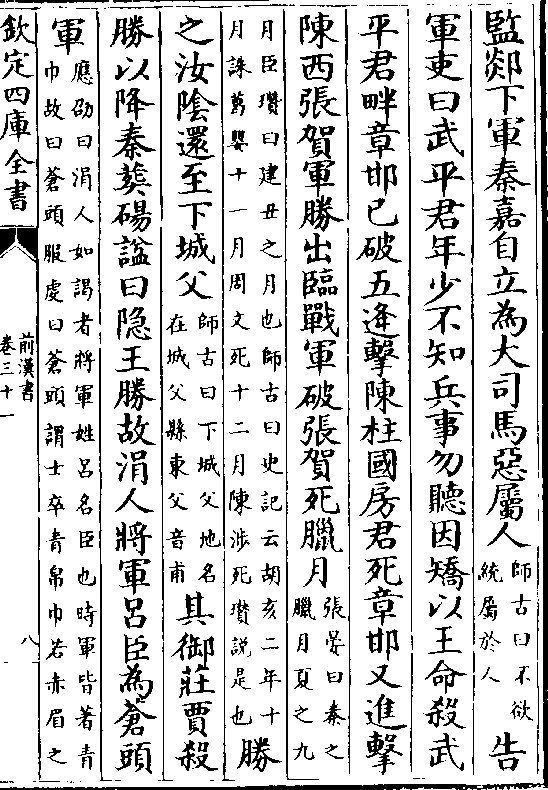 監郯下軍秦嘉自立為大司馬惡屬人師古曰不欲統屬於人告
軍吏曰武平君年少不知兵事勿聽因矯以王命殺武
平君畔章邯已破五逢擊陳柱國房君死章邯又進擊
陳西張賀軍勝出臨戰軍破張賀死臘月張晏曰秦之臘月夏之九
月臣瓚曰建丑之月也師古曰史記云胡亥二年十月誅葛嬰十一月周文死十二月陳涉死瓚說是也勝
之汝陰還至下城父師古曰下城父地名在城父縣東父音甫其御莊賈殺
勝以降秦葬碭謚曰隐王勝故涓人將軍呂臣為蒼頭
軍應劭曰涓人如謁者將軍姓呂名臣也時軍皆著青巾故曰蒼頭服虔曰蒼頭謂士卒青帛巾若赤眉之
欽定四庫全書
前漢書
卷三十一
八